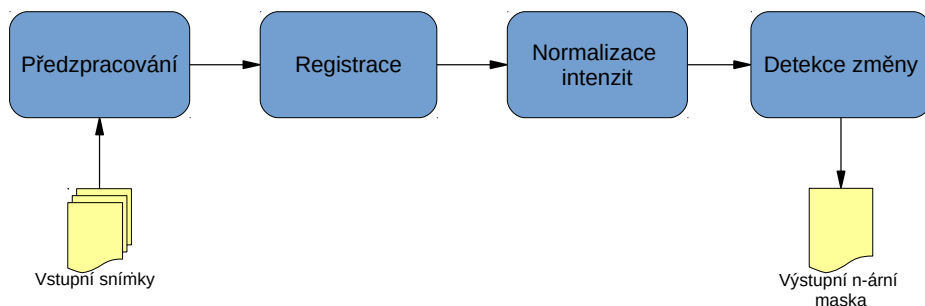 Předzpracování
Registrace
Normalizace
intenzit
Detekce změny
Vstupní snímky
Výstupní n-ární
maska